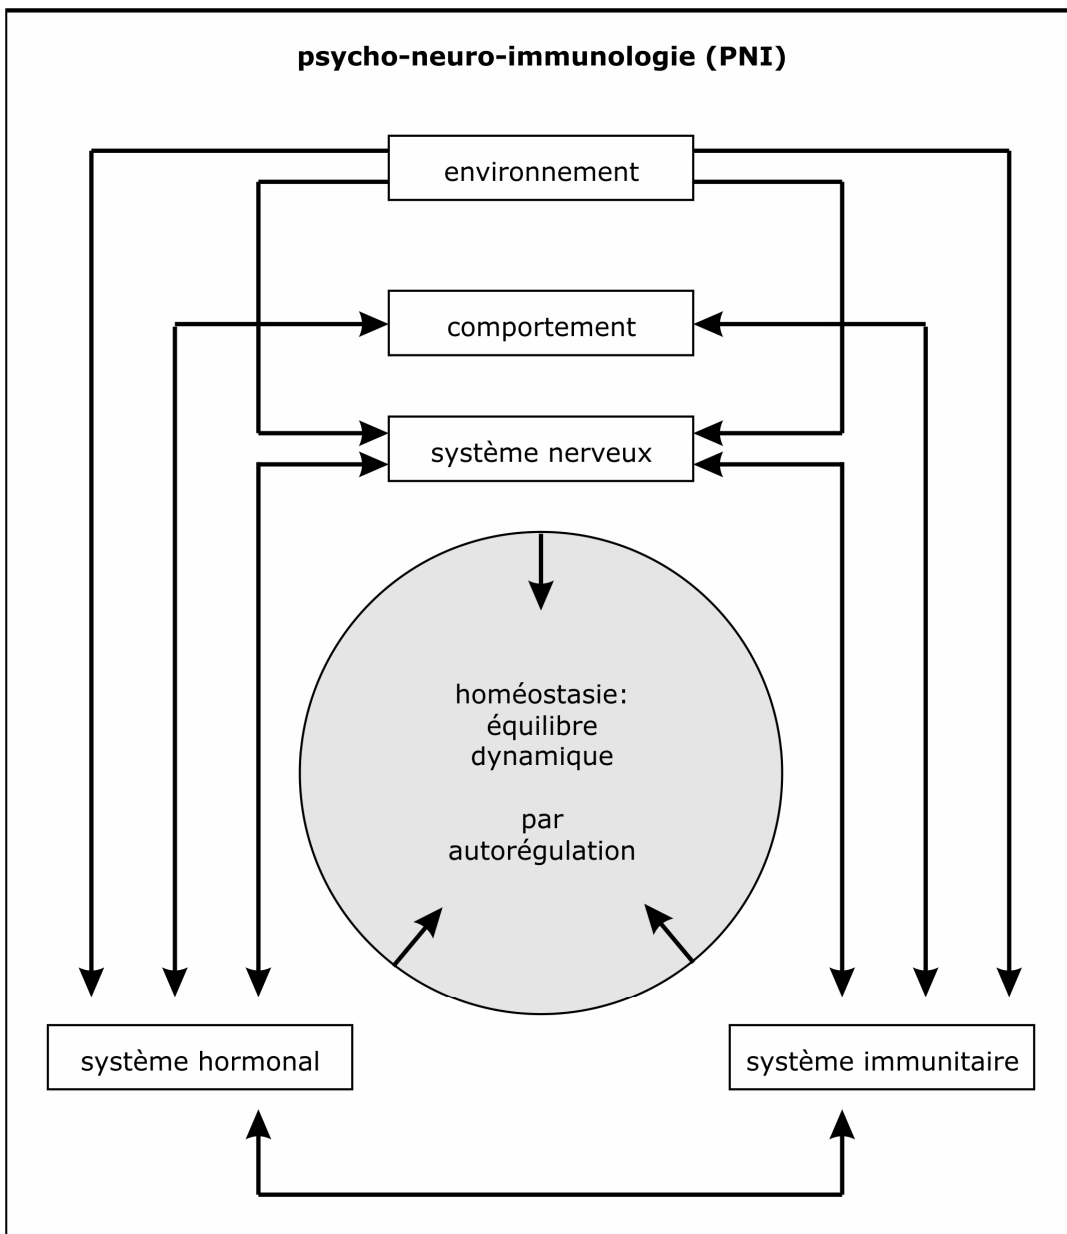 psycho-neuro-immunologie (PNI)
environnement
comportement
système nerveux
homéostasie:
équilibre
dynamique
par
autorégulation
système hormonal
système immunitaire